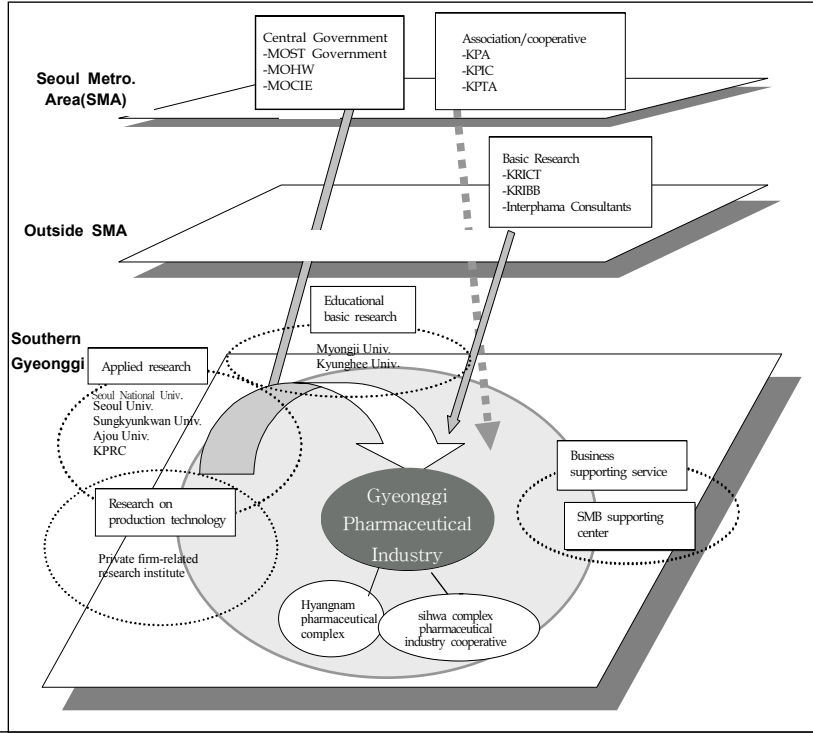 Central Government
-MOST Government
-MOHW
-MOCIE
Association/cooperative
-KPA
-KPIC
-KPTA
Seoul Metro.
Area(SMA)
Basic Research
-KRICT
-KRIBB
-Interphama Consultants
Outside SMA
Educational
basic research
Southern
Gyeonggi
Myongji Univ.
Kyunghee Univ.
Applied research
Seoul National Univ.
Seoul Univ.
Sungkyunkwan Univ.
Ajou Univ.
KPRC
Business
supporting service
Research on
production technology
Gyeonggi
Pharmaceutical
Industry
SMB supporting
center
Private firm-related
research institute
Hyangnam
pharmaceutical
complex
sihwa complex
pharmaceutical
industry cooperative